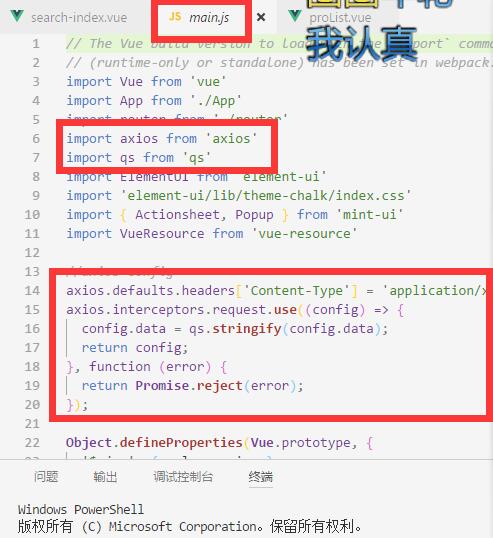 search-index.vue JS main.js × proList.vue
我认真
1 // The Vue build version to load with the `import` comma
2 // (runtime-only or standalone) has been set in webpack.
3 import Vue from 'vue'
4 import App from './App'
5 import router from './router'
6 import axios from 'axios'
7 import qs from 'qs'
8 import ElementUI from 'element-ui'
9 import 'element-ui/lib/theme-chalk/index.css'
10 import { Actionsheet, Popup } from 'mint-ui'
11 import VueResource from 'vue-resource'
12
13 //axios config
14 axios.defaults.headers['Content-Type'] = 'application/x
15 axios.interceptors.request.use((config) => {
16 config.data = qs.stringify(config.data);
17 return config;
18 }, function (error) {
19 return Promise.reject(error);
20 });
21
22 Object.defineProperties(Vue.prototype, {
问题 输出 调试控制台 终端
Windows PowerShell
版权所有 (C) Microsoft Corporation。保留所有权利。